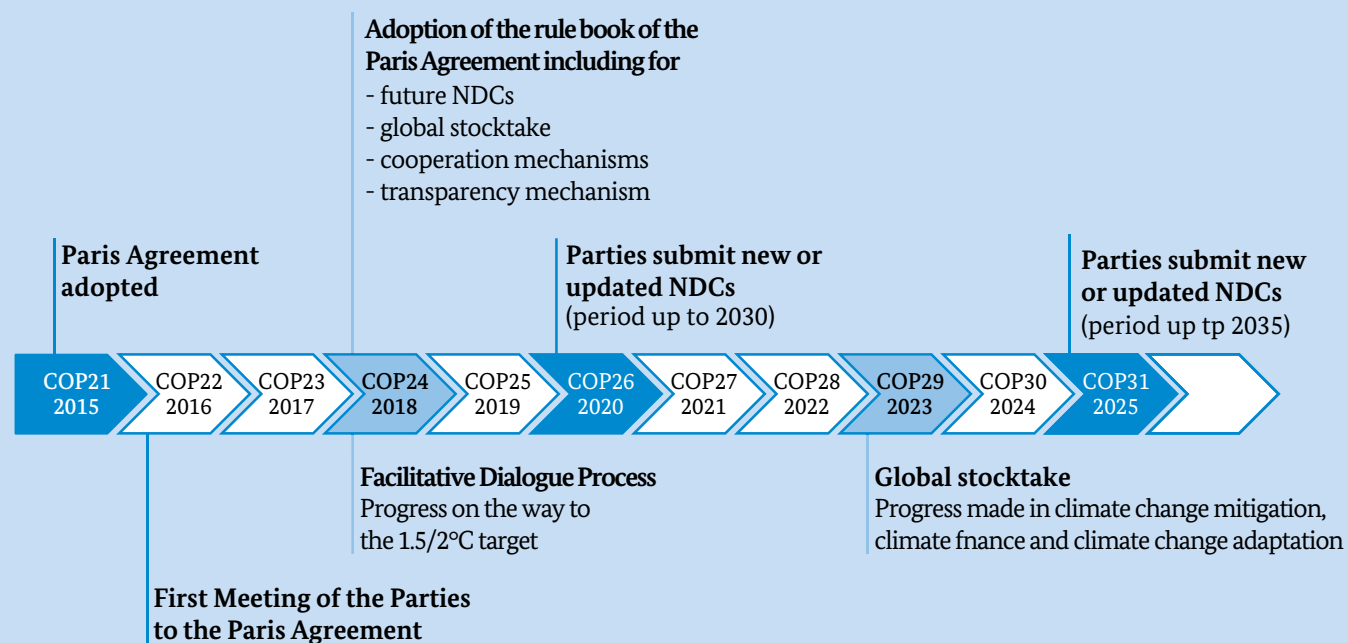 Adoption of the rule book of the
Paris Agreement including for
- future NDCs
- global stocktake
- cooperation mechanisms
- transparency mechanism
Paris Agreement
adopted
Parties submit new or
updated NDCs
(period up to 2030)
Parties submit new
or updated NDCs
(period up tp 2035)
COP21
2015
COP22
2016
COP23
2017
COP24
2018
COP25
2019
COP26
2020
COP27
2021
COP28
2022
COP29
2023
COP30
2024
COP31
2025
Facilitative Dialogue Process
Progress on the way to
the 1.5/2°C target
Global stocktake
Progress made in climate change mitigation,
climate fnance and climate change adaptation
First Meeting of the Parties
to the Paris Agreement